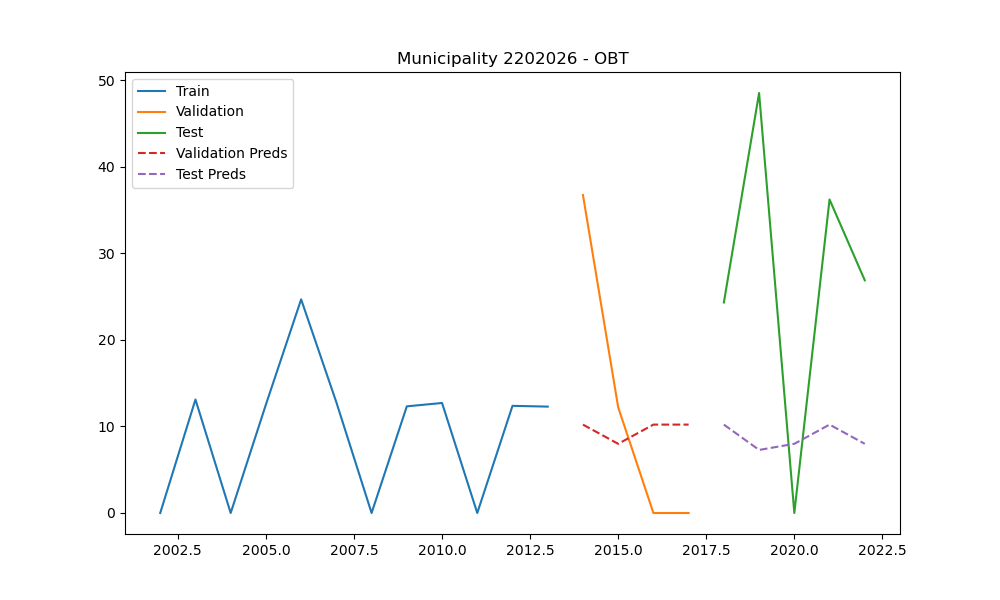 Municipality 2202026 - OBT
50
40
30
20
10
0
Train
Validation
Test
Validation Preds
Test Preds
2002.5 2005.0 2007.5 2010.0 2012.5 2015.0 2017.5 2020.0 2022.5